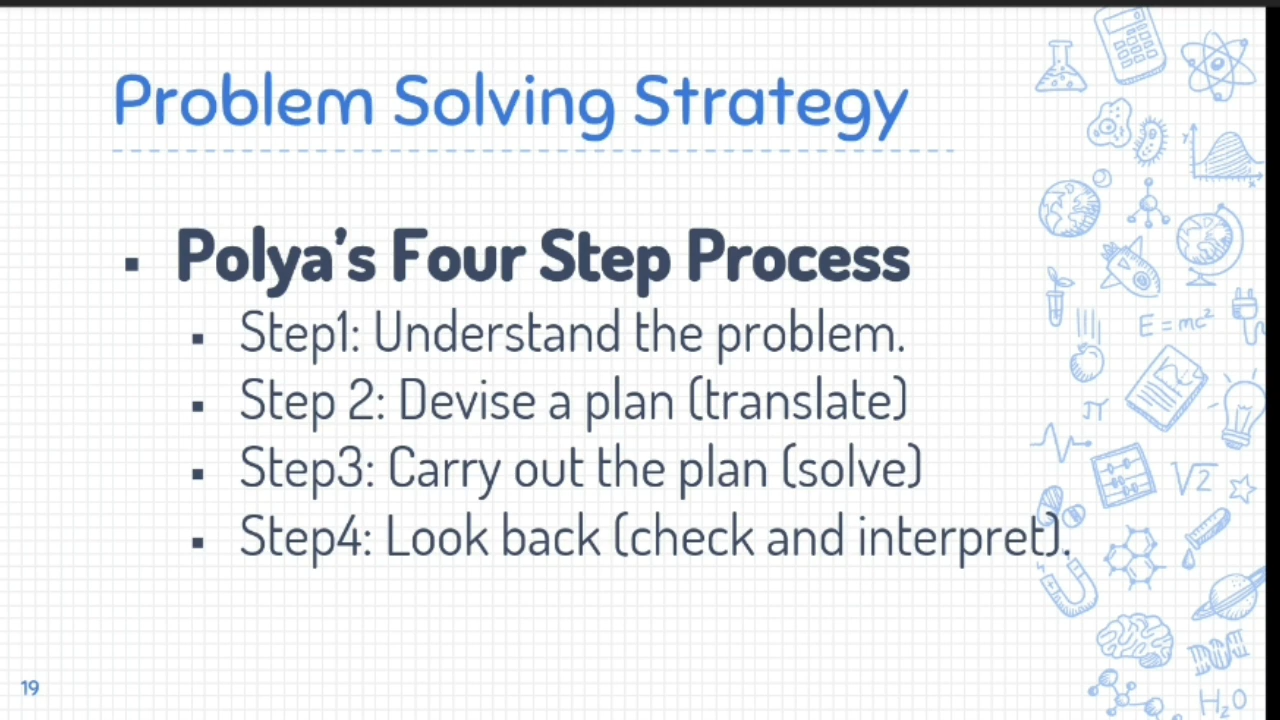 Problem Solving Strategy
▪ Polya's Four Step Process
▪ Step1: Understand the problem.
▪ Step 2: Devise a plan (translate)
▪ Step3: Carry out the plan (solve)
▪ Step4: Look back (check and interpret).
19
y
x
E=mc²
π
√2
H₂O